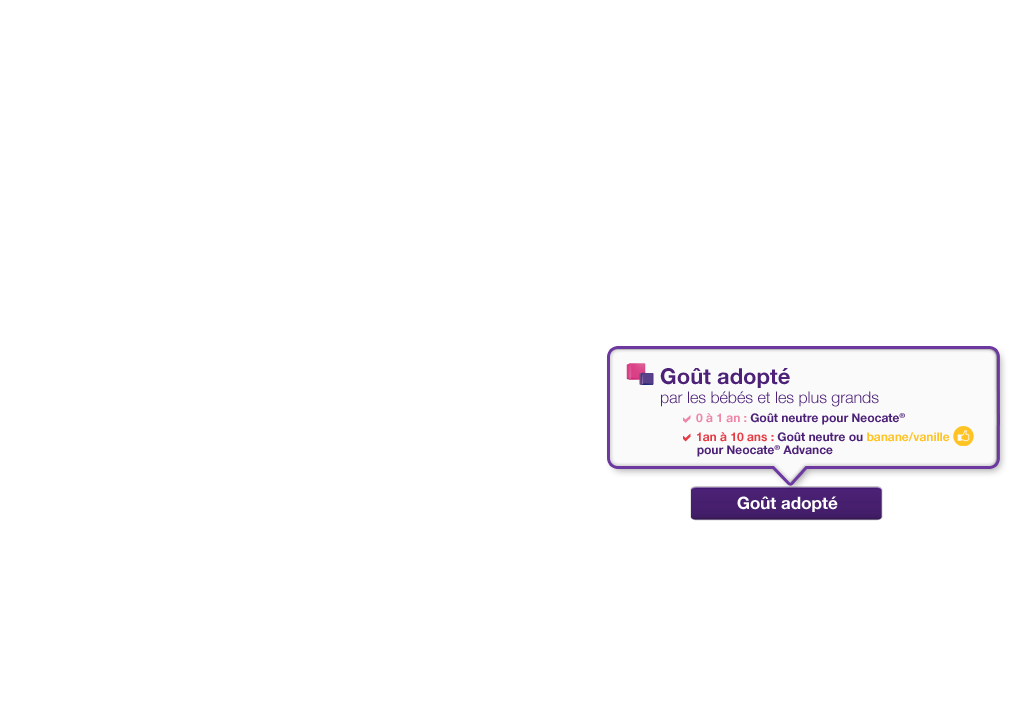 Goût adopté
par les bébés et les plus grands
0 à 1 an : Goût neutre pour Neocate®
1an à 10 ans : Goût neutre ou banane/vanille
pour Neocate® Advance
Goût adopté